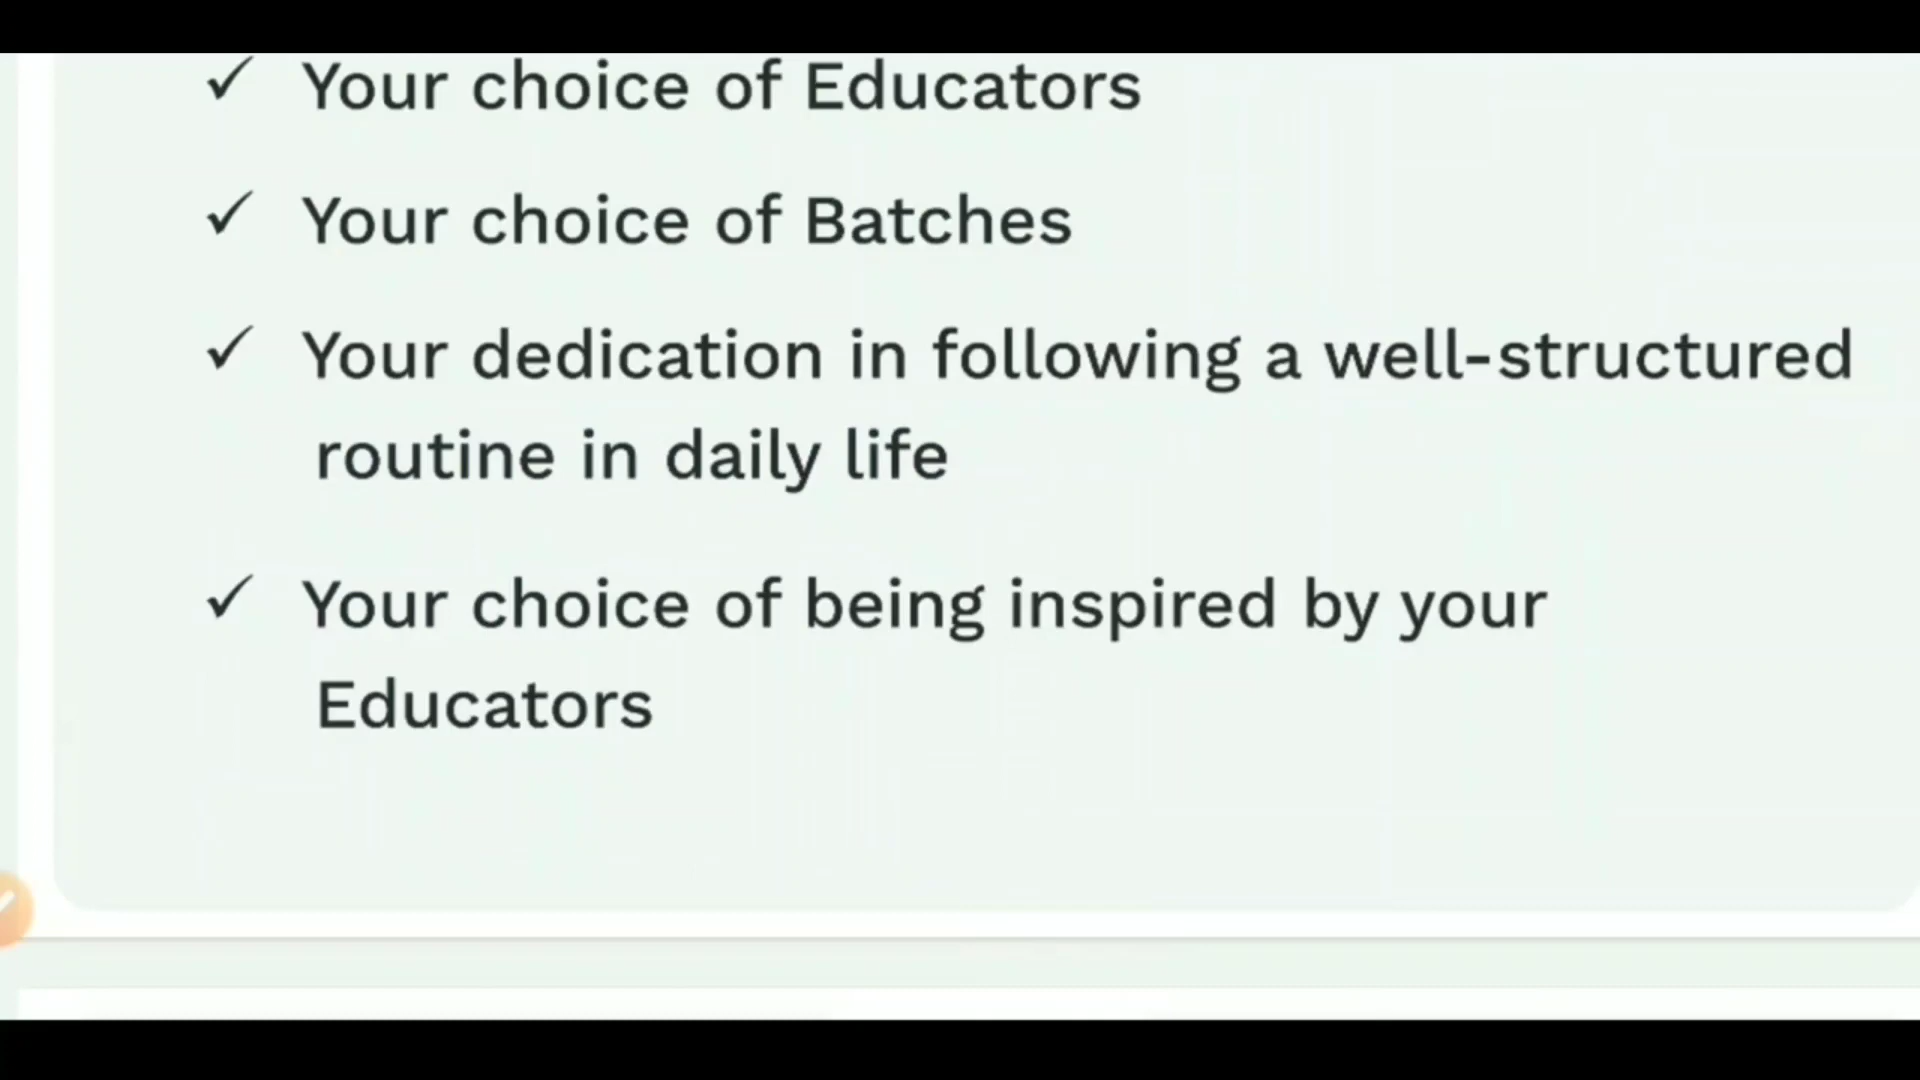 ✓ Your choice of Educators
✓ Your choice of Batches
✓ Your dedication in following a well-structured
routine in daily life
✓ Your choice of being inspired by your
Educators